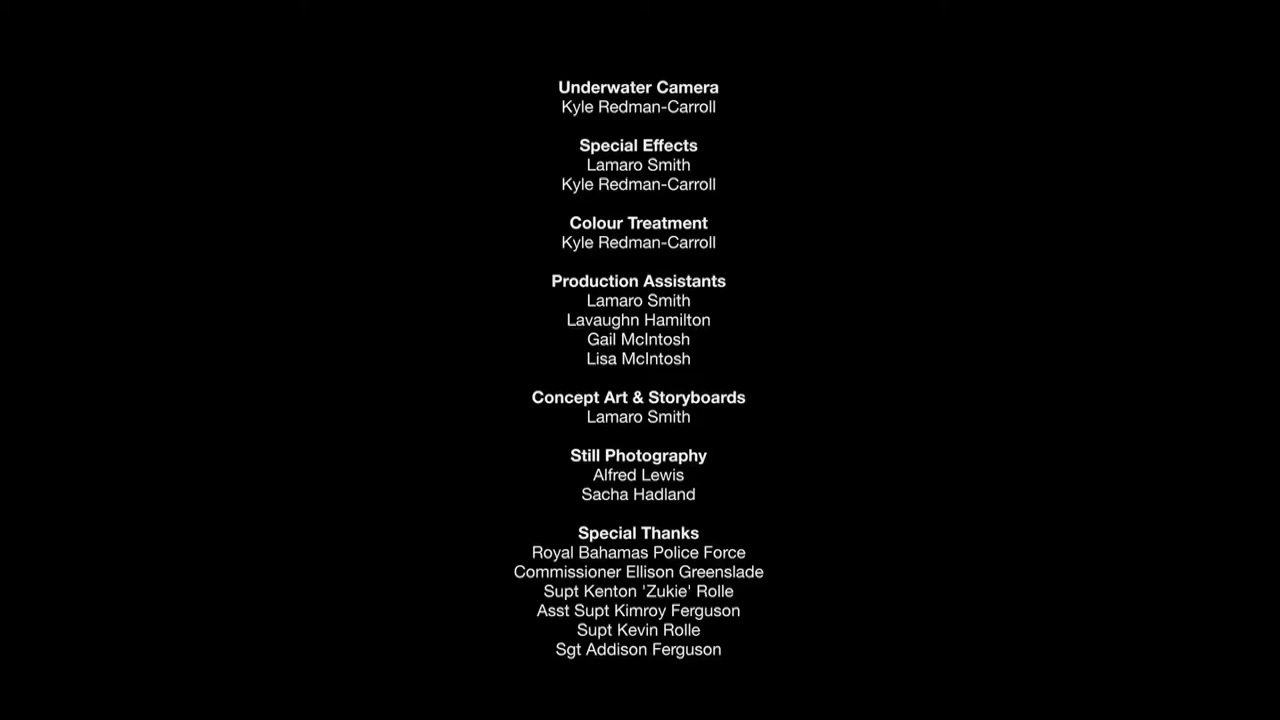 Underwater Camera
Kyle Redman-Carroll
Special Effects
Lamaro Smith
Kyle Redman-Carroll
Colour Treatment
Kyle Redman-Carroll
Production Assistants
Lamaro Smith
Lavaughn Hamilton
Gail McIntosh
Lisa McIntosh
Concept Art & Storyboards
Lamaro Smith
Still Photography
Alfred Lewis
Sacha Hadland
Special Thanks
Royal Bahamas Police Force
Commissioner Ellison Greenslade
Supt Kenton 'Zukie' Rolle
Asst Supt Kimroy Ferguson
Supt Kevin Rolle
Sgt Addison Ferguson